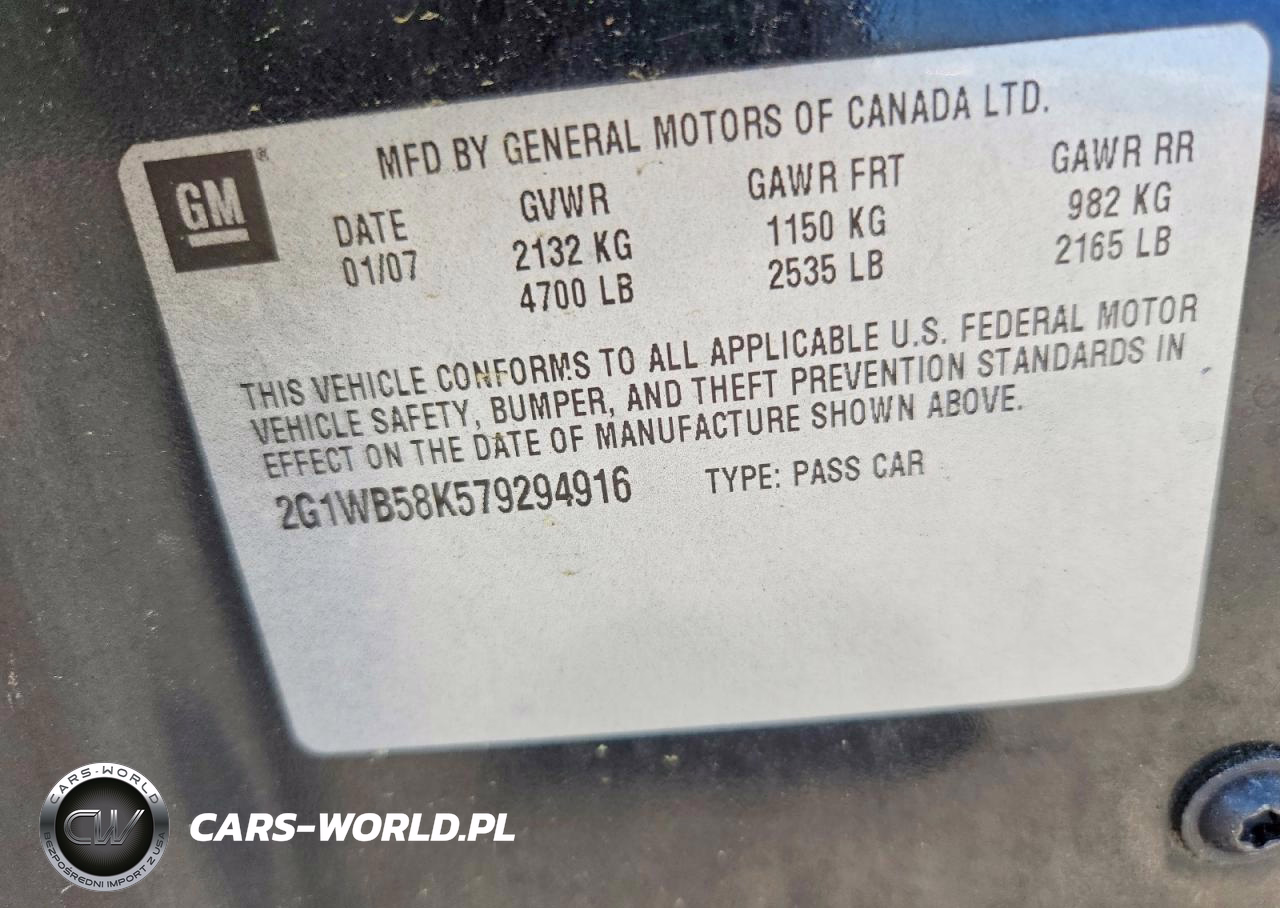 MFD BY GENERAL MOTORS OF CANADA LTD.
GM ®
DATE GVWR GAWR FRT GAWR RR
01/07 2132 KG 1150 KG 982 KG
4700 LB 2535 LB 2165 LB
THIS VEHICLE CONFORMS TO ALL APPLICABLE U.S. FEDERAL MOTOR
VEHICLE SAFETY, BUMPER, AND THEFT PREVENTION STANDARDS IN
EFFECT ON THE DATE OF MANUFACTURE SHOWN ABOVE.
2G1WB58K579294916 TYPE: PASS CAR
CARS-WORLD
CW
BEZPOŚREDNI IMPORT Z USA
CARS-WORLD.PL